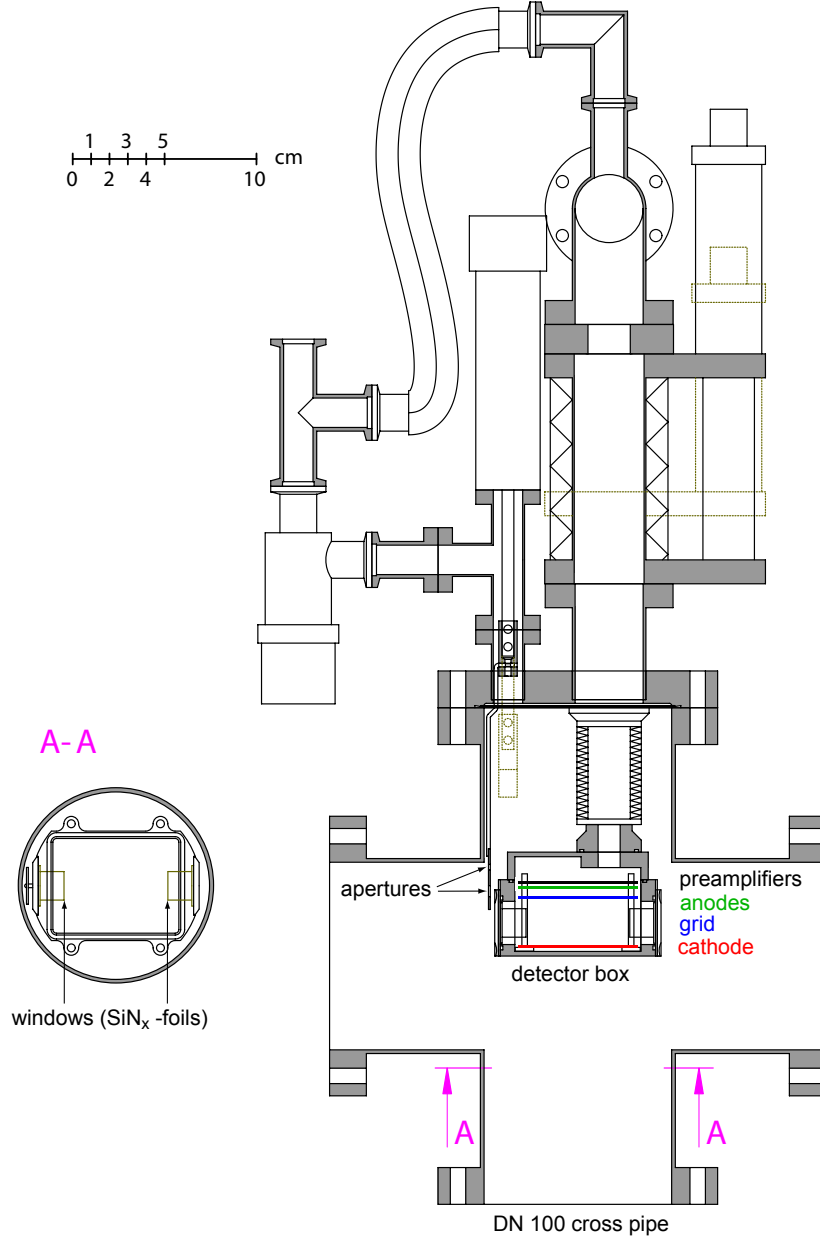 1 3 5
cm
0 2 4 10
A-A
apertures
preamplifiers
anodes
grid
cathode
detector box
windows (SiNx -foils)
A A
DN 100 cross pipe